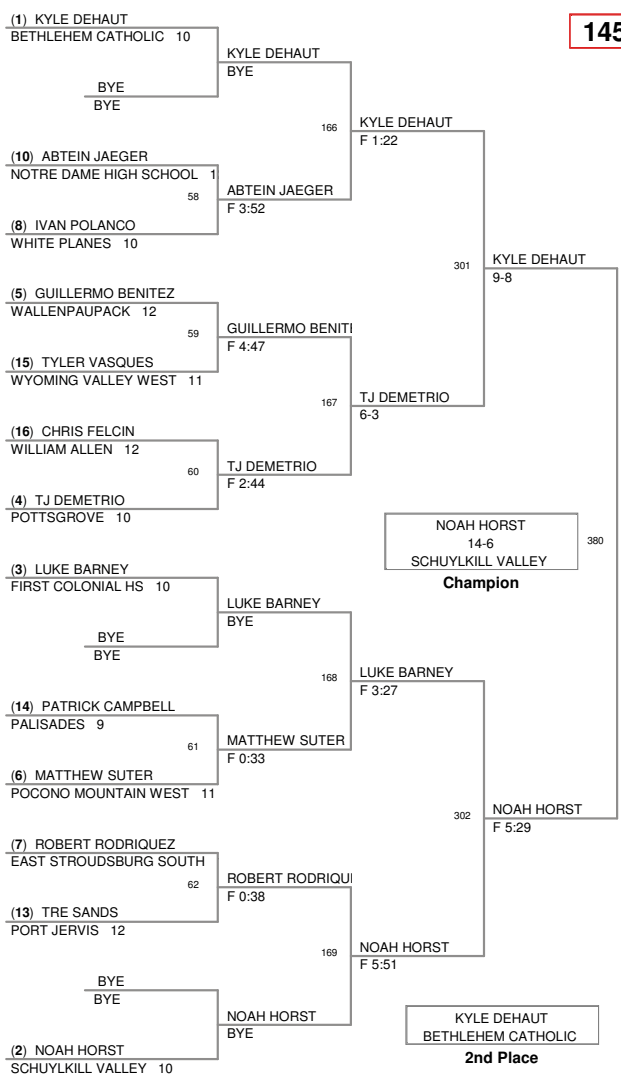 (1) KYLE DEHAUT
BETHLEHEM CATHOLIC 10
BYE
BYE
(10) ABTEIN JAEGER
NOTRE DAME HIGH SCHOOL 1
58
(8) IVAN POLANCO
WHITE PLANES 10
(5) GUILLERMO BENITEZ
WALLENPAUPACK 12
59
(15) TYLER VASQUES
WYOMING VALLEY WEST 11
(16) CHRIS FELCIN
WILLIAM ALLEN 12
60
(4) TJ DEMETRIO
POTTSGROVE 10
(3) LUKE BARNEY
FIRST COLONIAL HS 10
BYE
BYE
(14) PATRICK CAMPBELL
PALISADES 9
61
(6) MATTHEW SUTER
POCONO MOUNTAIN WEST 11
(7) ROBERT RODRIQUEZ
EAST STROUDSBURG SOUTH
62
(13) TRE SANDS
PORT JERVIS 12
BYE
BYE
(2) NOAH HORST
SCHUYLKILL VALLEY 10
KYLE DEHAUT
BYE
166
ABTEIN JAEGER
F 3:52
GUILLERMO BENITE
F 4:47
167
TJ DEMETRIO
F 2:44
LUKE BARNEY
BYE
168
MATTHEW SUTER
F 0:33
ROBERT RODRIQUE
F 0:38
169
NOAH HORST
BYE
KYLE DEHAUT
F 1:22
301
TJ DEMETRIO
6-3
LUKE BARNEY
F 3:27
302
NOAH HORST
F 5:51
145
KYLE DEHAUT
9-8
NOAH HORST
14-6
SCHUYLKILL VALLEY
Champion
380
NOAH HORST
F 5:29
KYLE DEHAUT
BETHLEHEM CATHOLIC
2nd Place